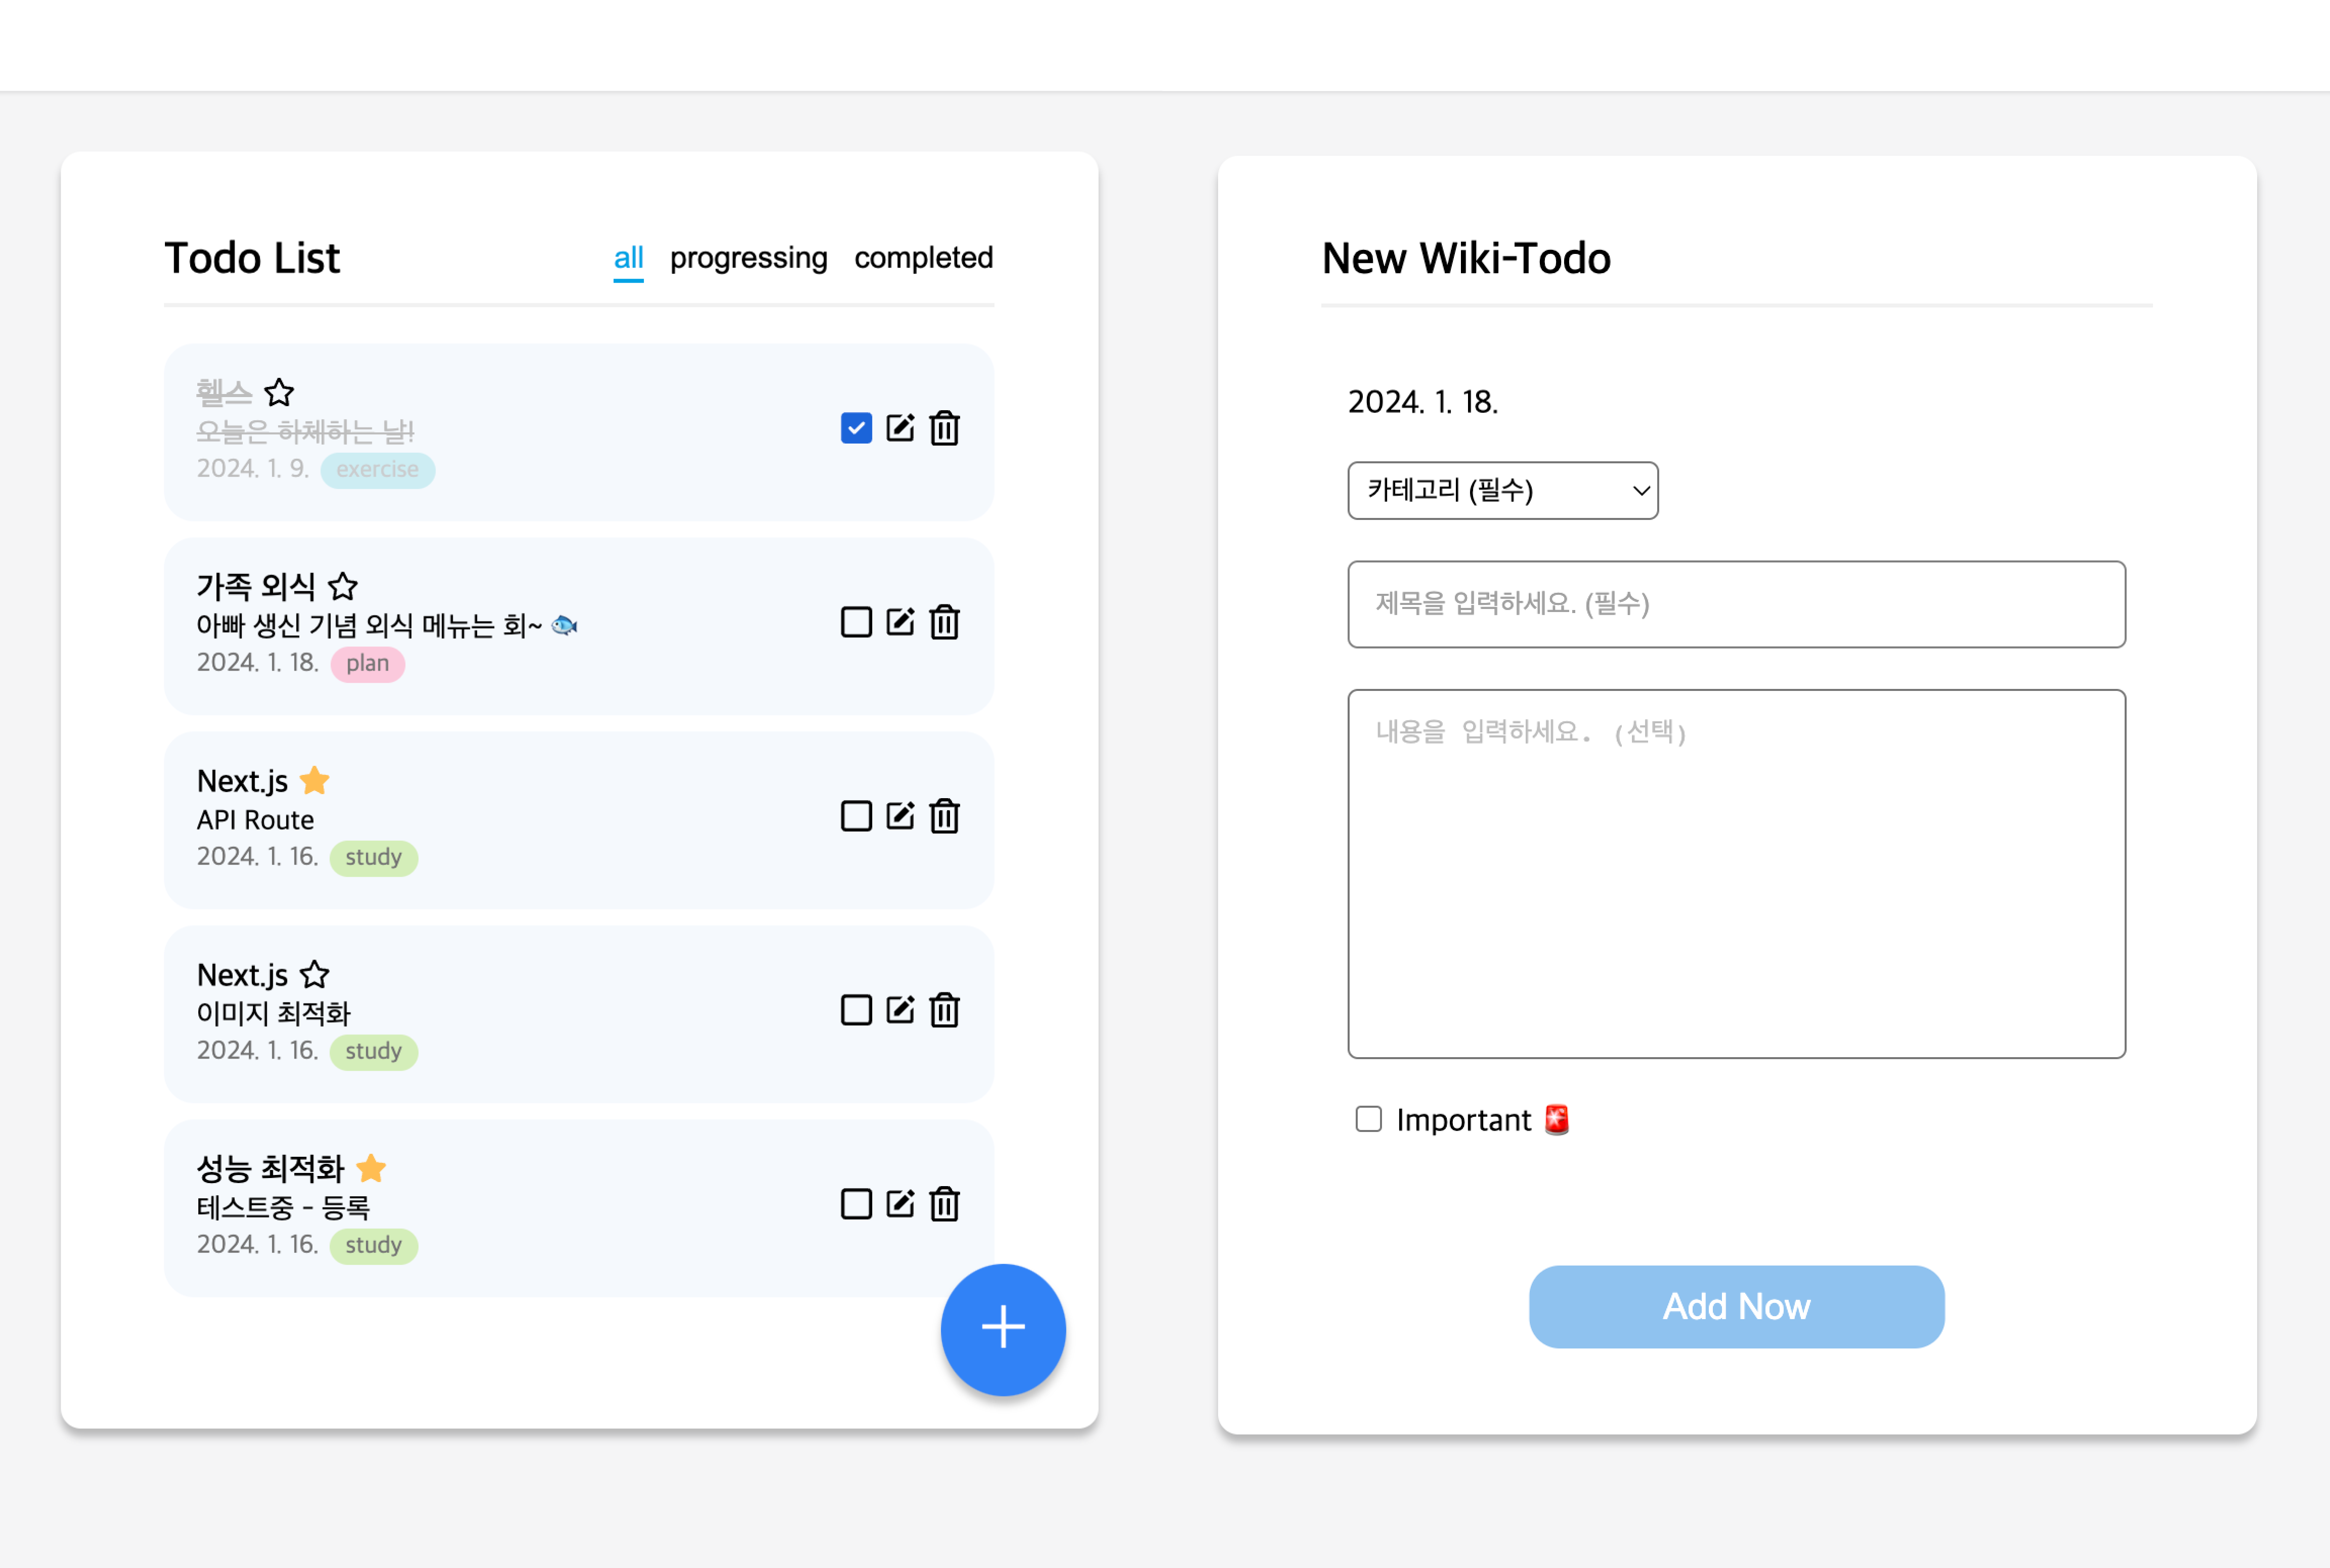 Todo List
all progressing completed
헬스
오늘은 하체하는 날!
2024. 1. 9. exercise
가족 외식
아빠 생신 기념 외식 메뉴는 회~ 🐟
2024. 1. 18. plan
Next.js
API Route
2024. 1. 16. study
Next.js
이미지 최적화
2024. 1. 16. study
성능 최적화
테스트중 - 등록
2024. 1. 16. study
New Wiki-Todo
2024. 1. 18.
카테고리 (필수)
제목을 입력하세요. (필수)
내용을 입력하세요. (선택)
Important 🚨
Add Now